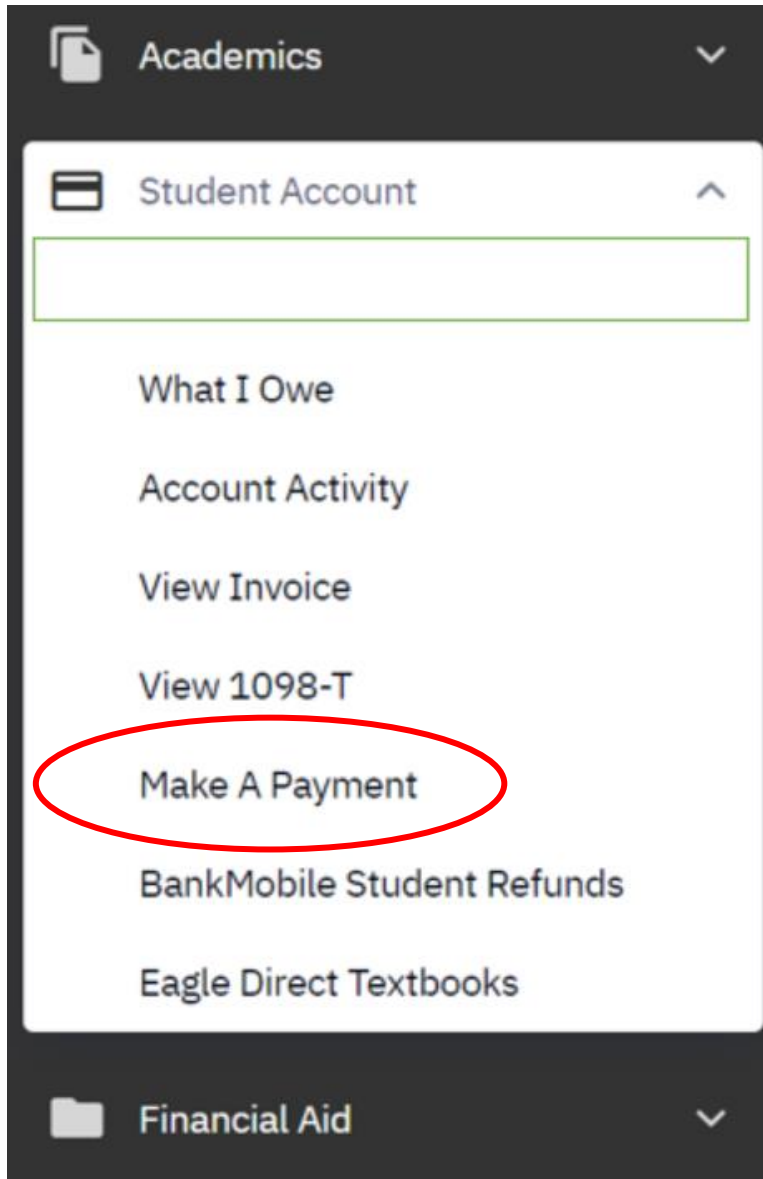 Academics
Student Account
What I Owe
Account Activity
View Invoice
View 1098-T
Make A Payment
BankMobile Student Refunds
Eagle Direct Textbooks
Financial Aid